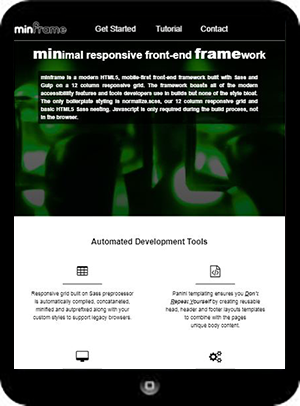 minframe Get Started Tutorial Contact
minimal responsive front-end framework
minframe is a modern HTML5, mobile-first front-end framework built with Sass and
Gulp on a 12 column responsive grid. The framework boasts all of the modern
accessibility features and tools developers use in builds but none of the style bloat.
The only boilerplate styling is normalize.scss, our 12 column responsive grid and
basic HTML5 Sass nesting. Javascript is only required during the build process, not
in the browser.
Automated Development Tools
Responsive grid built on Sass preprocessor
is automatically compiled, concatanated,
minified and autoprefixed along with your
custom styles to support legacy browsers.
Panini templating ensures you Don't
Repeat Yourself by creating reusable
head, header and footer layouts templates
to combine with the pages
unique body content.